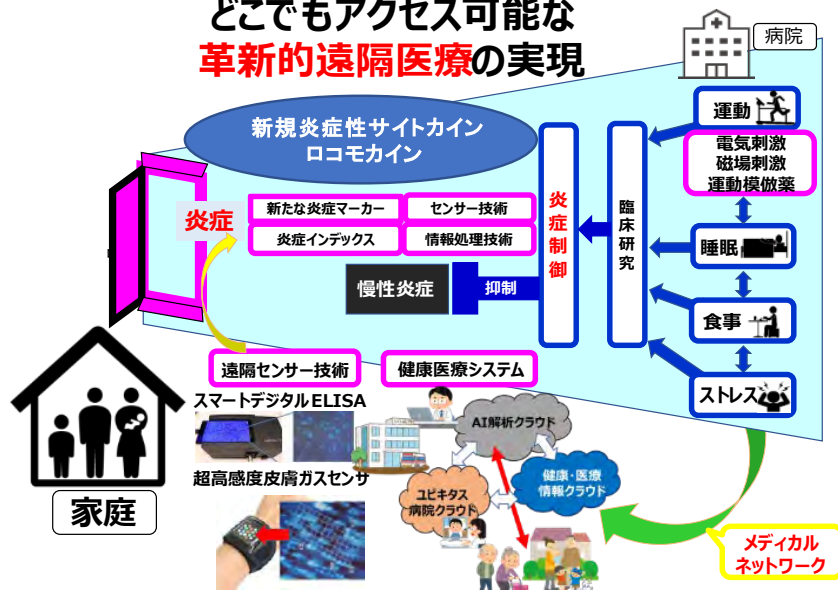 どこでもアクセス可能な
革新的遠隔医療の実現
病院
新規炎症性サイトカイン
ロコモカイン
運動
電気刺激
磁場刺激
運動模倣薬
炎症
新たな炎症マーカー
センサー技術
炎症インデックス
情報処理技術
炎症制御
臨床研究
睡眠
慢性炎症
抑制
食事
遠隔センサー技術
健康医療システム
ストレス
スマートデジタルELISA
AI解析クラウド
超高感度皮膚ガスセンサ
健康・医療
情報クラウド
ユビキタス
病院クラウド
家庭
メディカル
ネットワーク